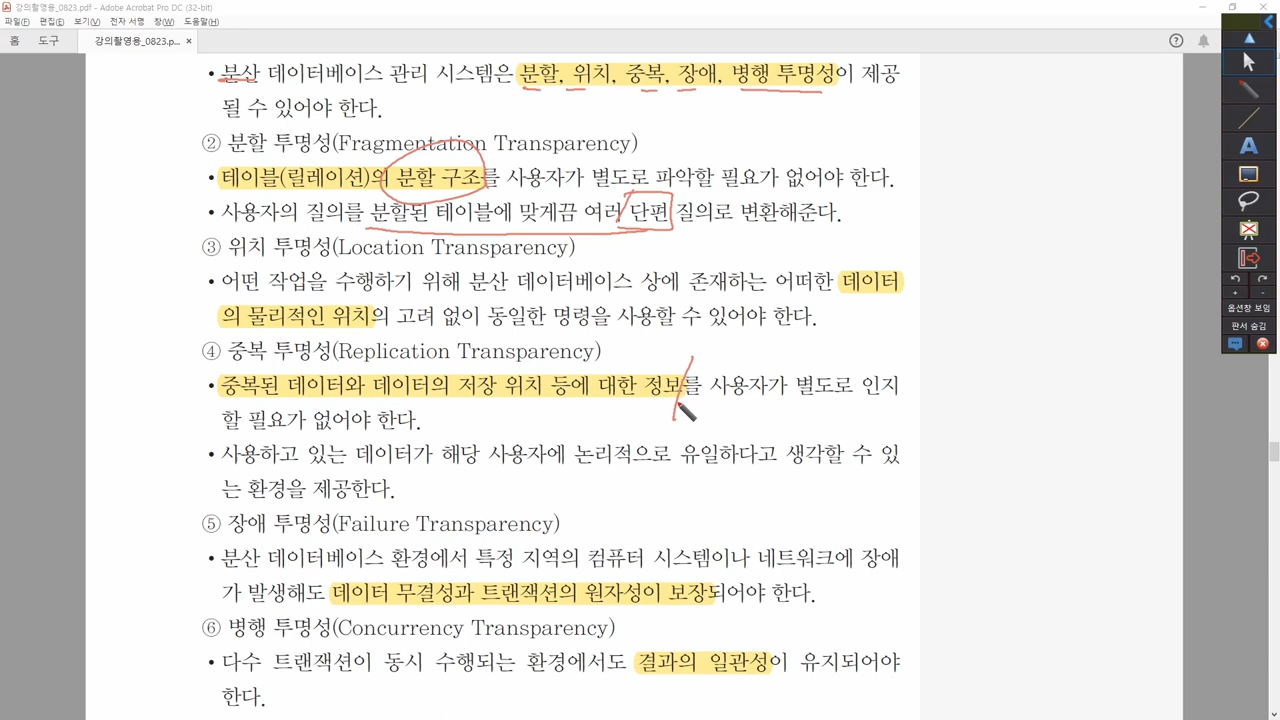 강의촬영용_0823.pdf - Adobe Acrobat Pro DC (32-bit)
파일(F) 편집(E) 보기(V) 전자 서명 창(W) 도움말(H)
홈 도구 강의촬영용_0823.p... ×
• 분산 데이터베이스 관리 시스템은 분할, 위치, 중복, 장애, 병행 투명성이 제공
될 수 있어야 한다.
② 분할 투명성(Fragmentation Transparency)
• 테이블(릴레이션)의 분할 구조를 사용자가 별도로 파악할 필요가 없어야 한다.
• 사용자의 질의를 분할된 테이블에 맞게끔 여러 단편 질의로 변환해준다.
③ 위치 투명성(Location Transparency)
• 어떤 작업을 수행하기 위해 분산 데이터베이스 상에 존재하는 어떠한 데이터
의 물리적인 위치의 고려 없이 동일한 명령을 사용할 수 있어야 한다.
④ 중복 투명성(Replication Transparency)
• 중복된 데이터와 데이터의 저장 위치 등에 대한 정보를 사용자가 별도로 인지
할 필요가 없어야 한다.
• 사용하고 있는 데이터가 해당 사용자에 논리적으로 유일하다고 생각할 수 있
는 환경을 제공한다.
⑤ 장애 투명성(Failure Transparency)
• 분산 데이터베이스 환경에서 특정 지역의 컴퓨터 시스템이나 네트워크에 장애
가 발생해도 데이터 무결성과 트랜잭션의 원자성이 보장되어야 한다.
⑥ 병행 투명성(Concurrency Transparency)
• 다수 트랜잭션이 동시 수행되는 환경에서도 결과의 일관성이 유지되어야
한다.
A
+ -
옵션창 보임
판서 숨김